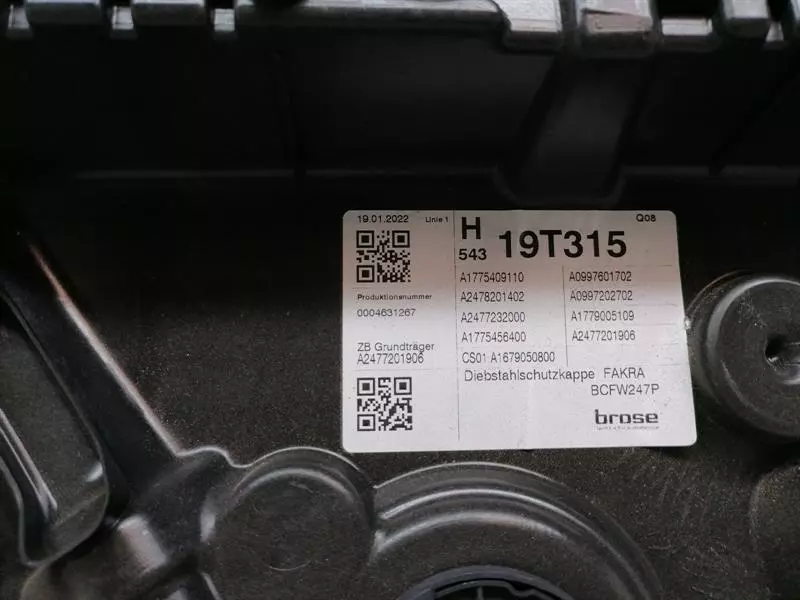 19.01.2022 Linie 1
H 543 19T315 Q08
Produktionsnummer
0004631267
ZB Grundträger
A2477201906
A1775409110 A0997601702
A2478201402 A0997202702
A2477232000 A1779005109
A1775456400 A2477201906
CS01 A1679050800
Diebstahlschutzkappe FAKRA
BCFW247P
brose